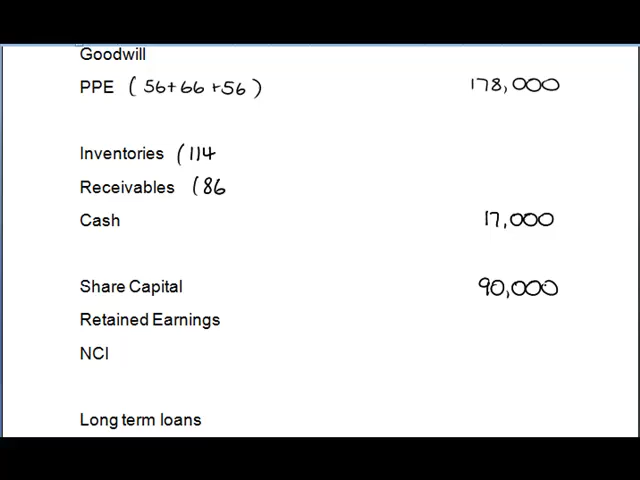 Goodwill
PPE (56+66+56) 178,000
Inventories (114
Receivables (86
Cash 17,000
Share Capital 90,000
Retained Earnings
NCI
Long term loans